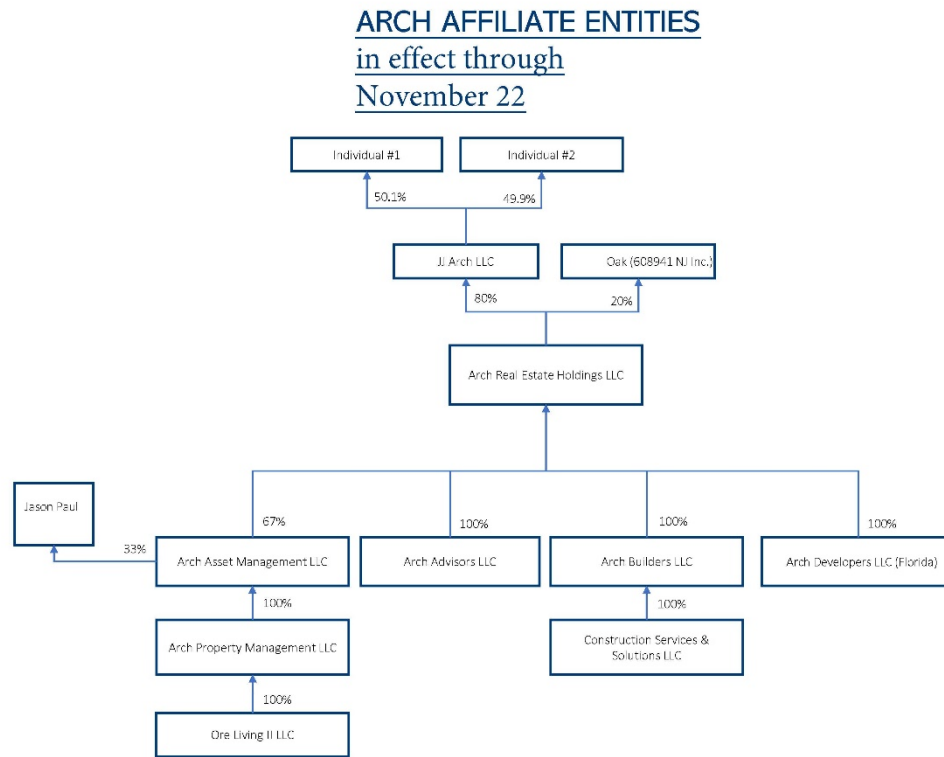 ARCH AFFILIATE ENTITIES
in effect through
November 22
Individual #1
Individual #2
50.1%
49.9%
JJ Arch LLC
Oak (608941 NJ Inc.)
80%
20%
Arch Real Estate Holdings LLC
Jason Paul
33%
67%
100%
100%
100%
Arch Asset Management LLC
Arch Advisors LLC
Arch Builders LLC
Arch Developers LLC (Florida)
100%
100%
Arch Property Management LLC
Construction Services &
Solutions LLC
100%
Ore Living II LLC